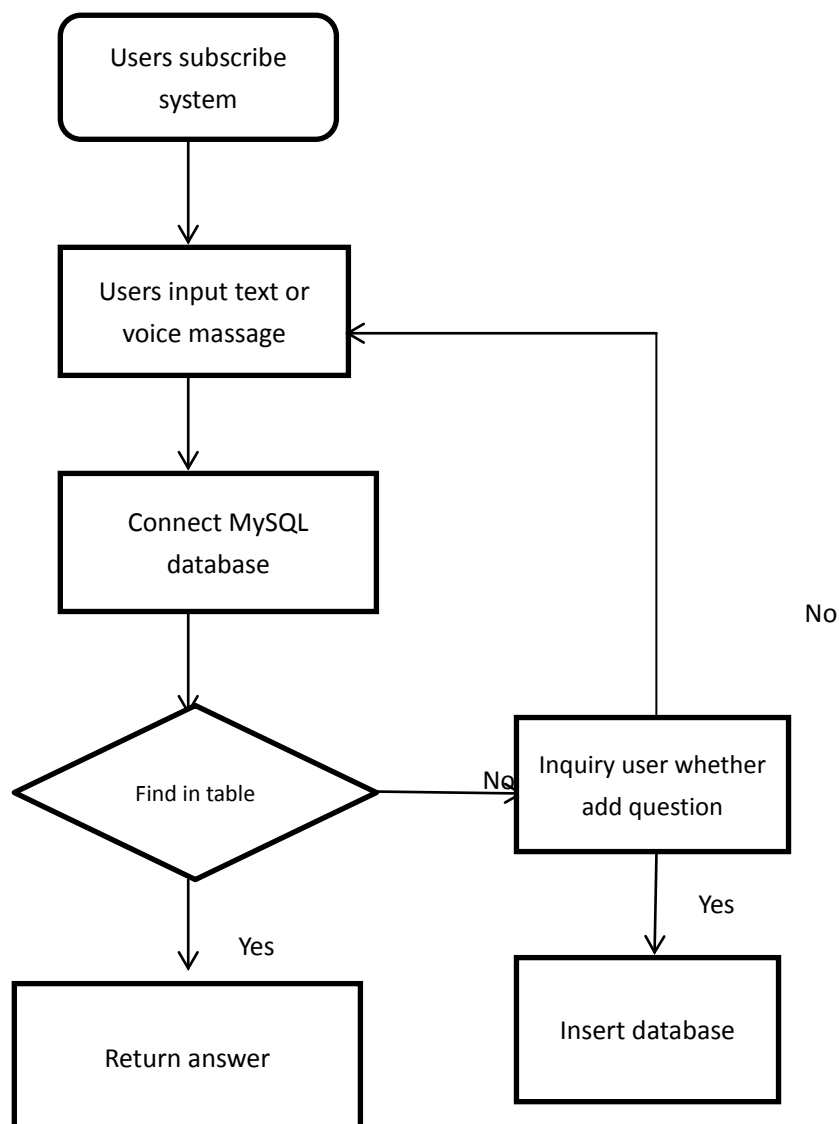 Users subscribe
system
Users input text or
voice massage
Connect MySQL
database
No
Find in table
No
Inquiry user whether
add question
Yes
Yes
Return answer
Insert database